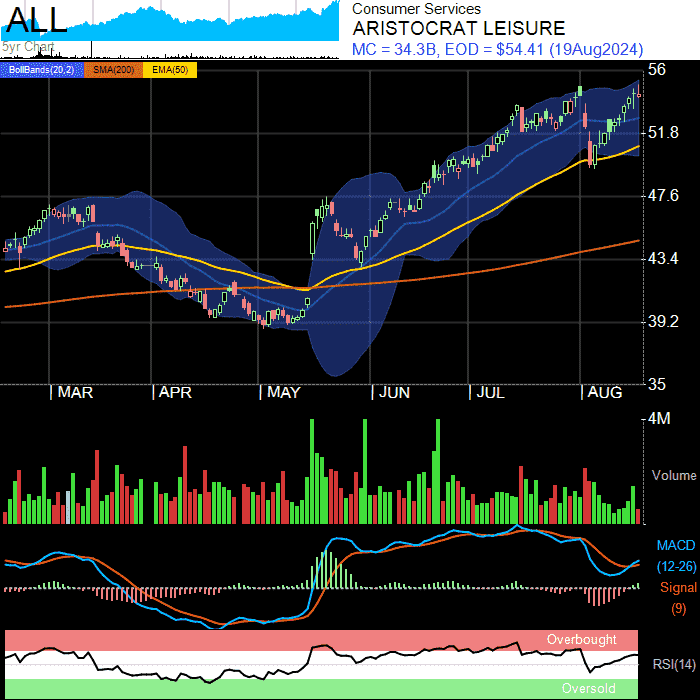 ALL
5yr Chart
Consumer Services
ARISTOCRAT LEISURE
MC = 34.3B, EOD = $54.41 (19Aug2024)
BollBands(20,2) SMA(200) EMA(50)
56
51.8
47.6
43.4
39.2
35
MAR APR MAY JUN JUL AUG
4M
Volume
MACD
(12-26)
Signal
(9)
Overbought
RSI(14)
Oversold